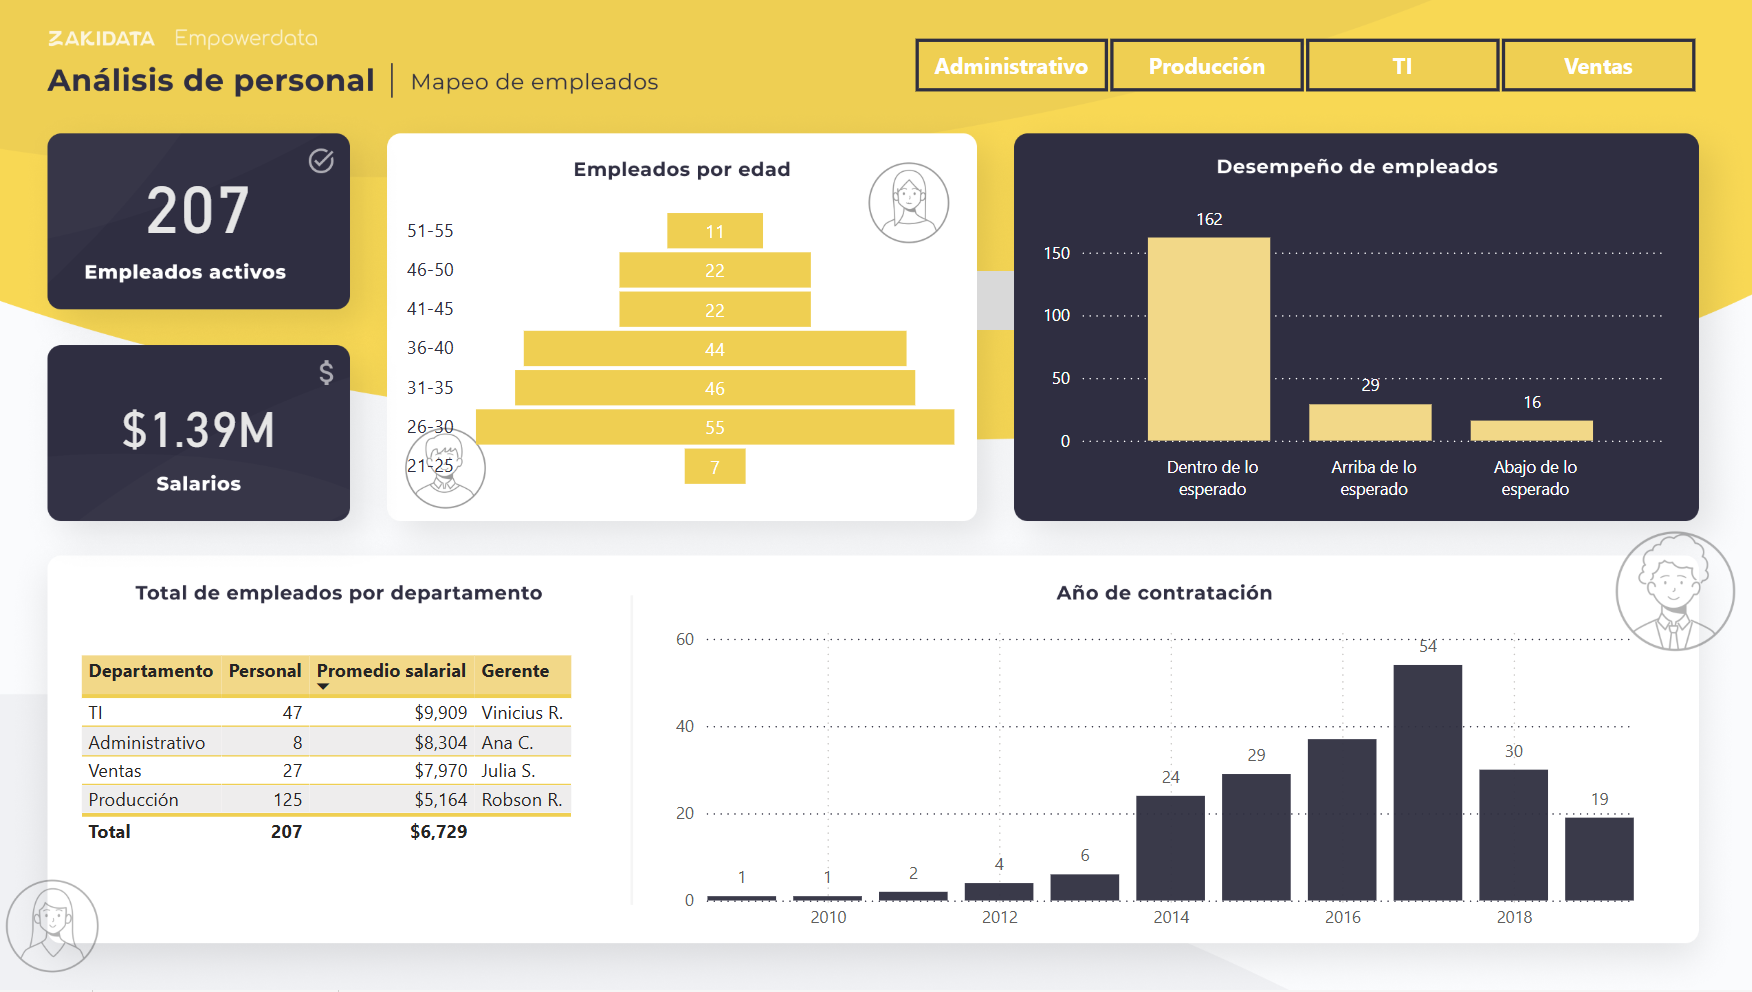 ZAKIDATA Empowerdata
Análisis de personal | Mapeo de empleados
Administrativo
Producción
TI
Ventas
207
Empleados activos
$
$1.39M
Salarios
Empleados por edad
51-55 11
46-50 22
41-45 22
36-40 44
31-35 46
26-30 55
21-25 7
Desempeño de empleados
162
150
100
50
29
16
0
Dentro de lo
esperado
Arriba de lo
esperado
Abajo de lo
esperado
Total de empleados por departamento
Departamento Personal Promedio salarial Gerente
TI 47 $9,909 Vinicius R.
Administrativo 8 $8,304 Ana C.
Ventas 27 $7,970 Julia S.
Producción 125 $5,164 Robson R.
Total 207 $6,729
Año de contratación
60
40
20
0
1 1 2 4 6 24 29 54 30 19
2010 2012 2014 2016 2018